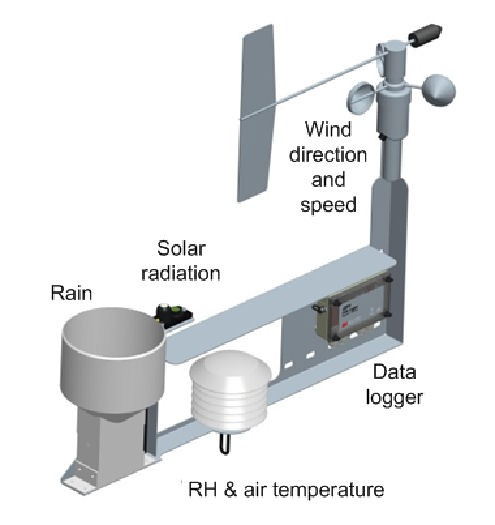 Wind
direction
and
speed
Solar
radiation
Rain
Data
logger
RH & air temperature